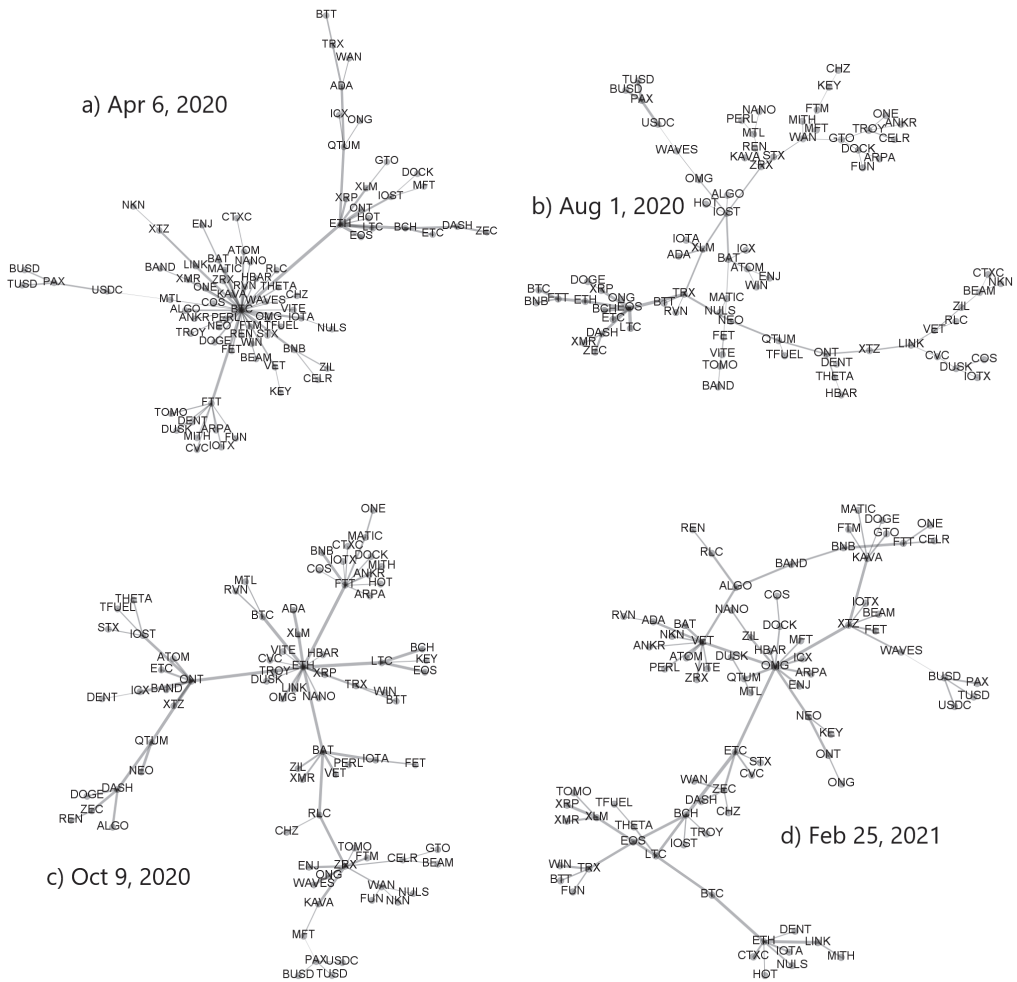 a) Apr 6, 2020
BTT
TRX
WAN
ADA
ICX
ONG
QTUM
GTO
DOCK
XLM
MFT
XRP
IOST
ONT
HOT
ETH
LTC
BCH
DASH
EOS
ETC
ZEC
NKN
CTXC
ENJ
XTZ
ATOM
BAT
NANO
LINK
BAND
MATIC
RLC
XMR
ZRX
HBAR
ONE
RVN
THETA
BUSD
TUSD
PAX
USDC
MTL
KAVA
CHZ
COS
WAVES
ALGO
BTC
VITE
ANKR
PERL
OMG
IOTA
NEO
FTM
TFUEL
NULS
TROY
REN
STX
DOGE
WIN
FET
BNB
BEAM
VET
ZIL
CELR
KEY
FTT
TOMO
DENT
DUSK
ARPA
MITH
FUN
CVC
IOTX
b) Aug 1, 2020
CHZ
TUSD
BUSD
KEY
PAX
NANO
FTM
ONE
USDC
PERL
MITH
ANKR
MFT
TROY
MTL
WAN
GTO
CELR
WAVES
REN
DOCK
KAVA
STX
ARPA
ZRX
FUN
OMG
ALGO
HOT
IOST
IOTA
XLM
ICX
ADA
BAT
ATOM
ENJ
DOGE
WIN
CTXC
NKN
BTC
XRP
BEAM
BNB
FTT
ETH
ONG
TRX
MATIC
BCH
EOS
BTT
ZIL
RVN
NULS
ETC
NEO
RLC
LTC
VET
DASH
FET
QTUM
LINK
XMR
ZEC
VITE
TFUEL
ONT
XTZ
TOMO
DENT
CVC
COS
THETA
DUSK
BAND
IOTX
HBAR
c) Oct 9, 2020
ONE
MATIC
CTXC
BNB
DOCK
IOTX
MITH
COS
ANKR
FTT
HOT
ARPA
MTL
RVN
THETA
ADA
TFUEL
BTC
STX
IOST
XLM
VITE
HBAR
BCH
ATOM
CVC
ETH
LTC
KEY
ETC
TROY
XRP
EOS
ONT
DUSK
TRX
ICX
BAND
LINK
WIN
DENT
OMG
NANO
BTT
XTZ
QTUM
BAT
IOTA
PERL
FET
NEO
ZIL
VET
XMR
DASH
DOGE
RLC
ZEC
REN
ALGO
CHZ
TOMO
GTO
FTM
CELR
ENJ
ZRX
BEAM
ONG
WAVES
WAN
NULS
KAVA
FUN
NKN
MFT
PAX
USDC
BUSD
TUSD
d) Feb 25, 2021
MATIC
DOGE
REN
FTM
ONE
GTO
CELR
BNB
FTT
RLC
KAVA
BAND
ALGO
COS
IOTX
NANO
BEAM
RVN
ADA
BAT
DOCK
XTZ
FET
NKN
VET
ZIL
MFT
ANKR
HBAR
WAVES
ATOM
DUSK
ICX
PERL
VITE
OMG
ARPA
BUSD
PAX
ZRX
QTUM
ENJ
TUSD
MTL
USDC
NEO
KEY
ETC
ONT
STX
CVC
WAN
ONG
TOMO
ZEC
XRP
TFUEL
DASH
CHZ
XMR
XLM
BCH
THETA
TROY
EOS
IOST
LTC
WIN
TRX
BTT
FUN
BTC
DENT
ETH
LINK
CTXC
IOTA
MITH
NULS
HOT